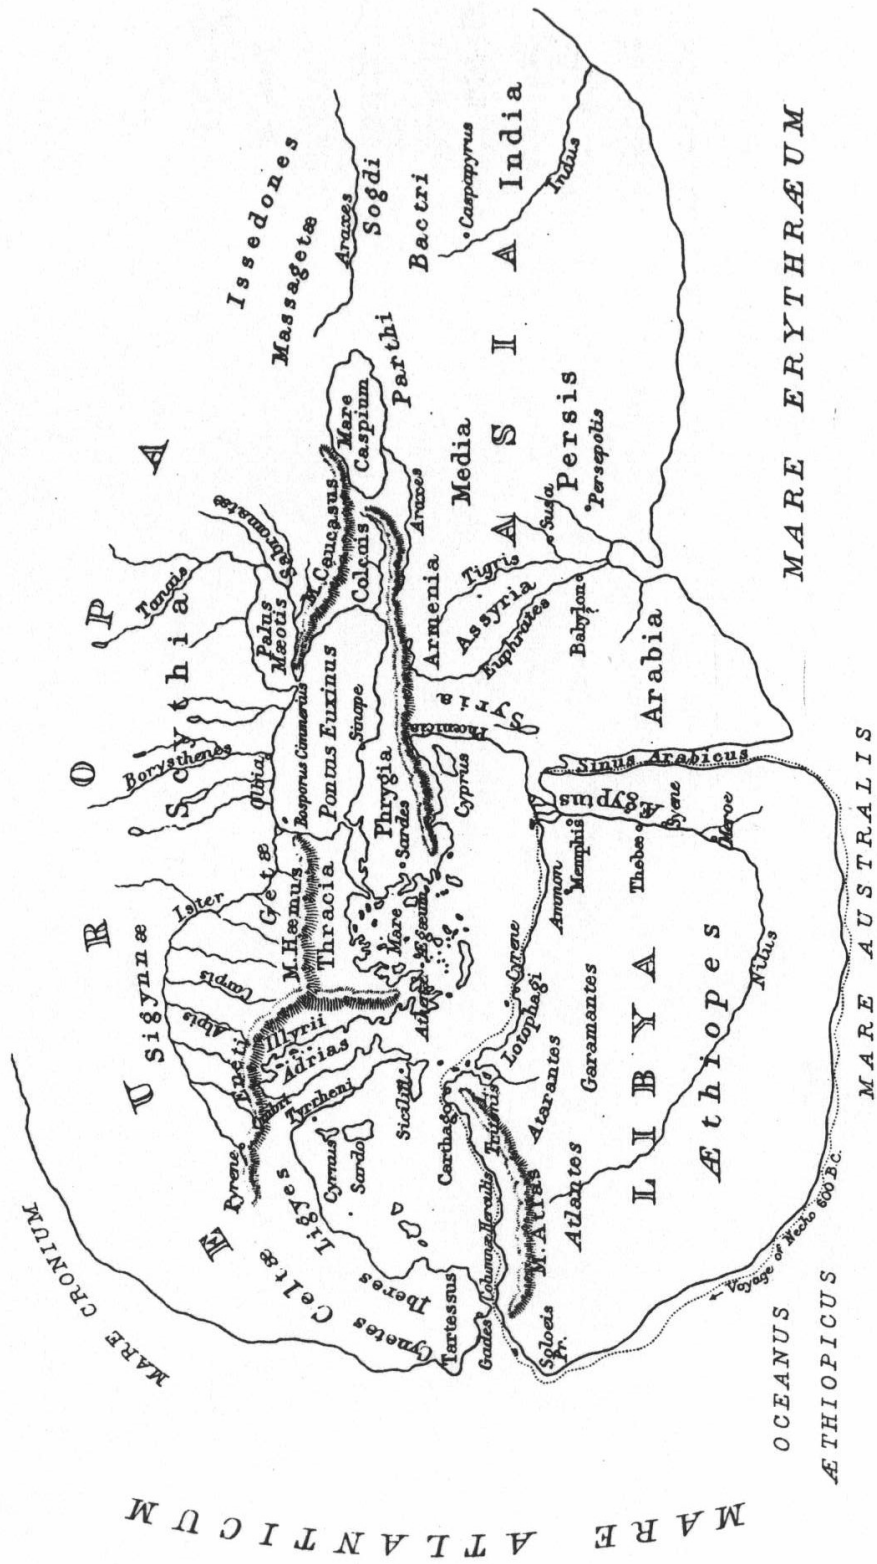 MARE CRONIUM
MARE ATLANTICUM
EUROPA
Issedones
Massagetæ
Araxes
Sogdi
Bactri
Caspapyrus
India
Indus
ASIA
Parthi
Mare
Caspium
Media
Persis
Persepolis
Susa
Araxes
Armenia
Tigris
Assyria
Euphrates
Babylon
Arabia
Syria
Phœnicia
Scythia
Tanais
Palus
Mæotis
M. Caucasus
Colchis
Borysthenes
Olbia
Bosporus Cimmerius
Pontus Euxinus
Sinope
Phrygia
Sardes
Cyprus
Sigynnæ
Ister
Getæ
M. Hæmus
Thracia
Mare
Ægæum
Carpis
Alpis
Eneti
Illyrii
Adrias
Tyrrheni
Sicilia
Pyrene
Cyrnus
Sardo
Ligyes
Celtæ
Iberes
Cynetes
Tartessus
Gades
Columnæ Herculis
Soloeis
Pr.
M. Atlas
Carthago
Tritonis
Lotophagi
Cyrene
Ammon
Memphis
Ægyptus
Thebæ
Syene
Meroe
Sinus Arabicus
Atlantes
Atarantes
Garamantes
LIBYA
Æthiopes
Nilus
Voyage of Necho 600 B.C.
OCEANUS
ÆTHIOPICUS
MARE AUSTRALIS
MARE ERYTHRÆUM